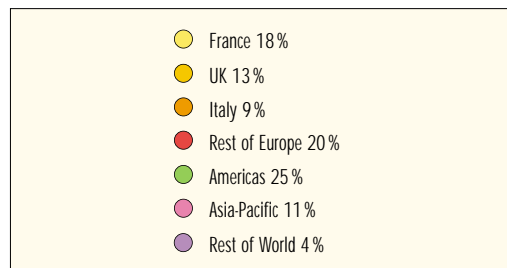 France 18%
UK 13%
Italy 9%
Rest of Europe 20%
Americas 25%
Asia-Pacific 11%
Rest of World 4%